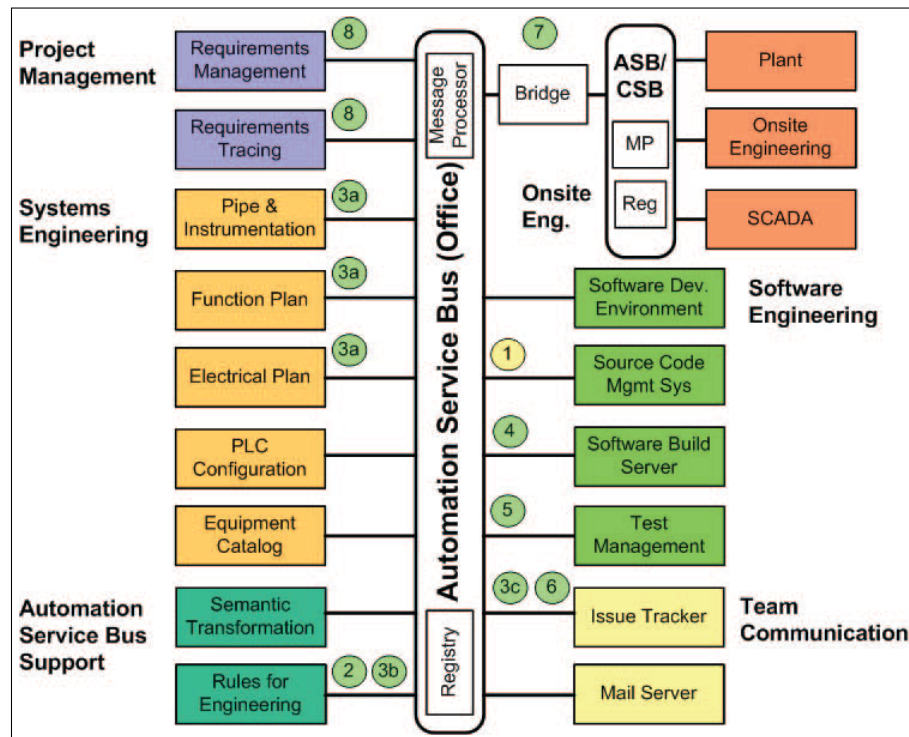 Project
Management
Requirements
Management
8
Requirements
Tracing
8
Systems
Engineering
Pipe &
Instrumentation
3a
Function Plan
3a
Electrical Plan
3a
PLC
Configuration
Equipment
Catalog
Automation
Service Bus
Support
Semantic
Transformation
Rules for
Engineering
2
3b
Message
Processor
Automation Service Bus (Office)
Registry
7
Bridge
ASB/
CSB
MP
Reg
Onsite
Eng.
Plant
Onsite
Engineering
SCADA
Software Dev.
Environment
Software
Engineering
1
Source Code
Mgmt Sys
4
Software Build
Server
5
Test
Management
3c
6
Issue Tracker
Team
Communication
Mail Server